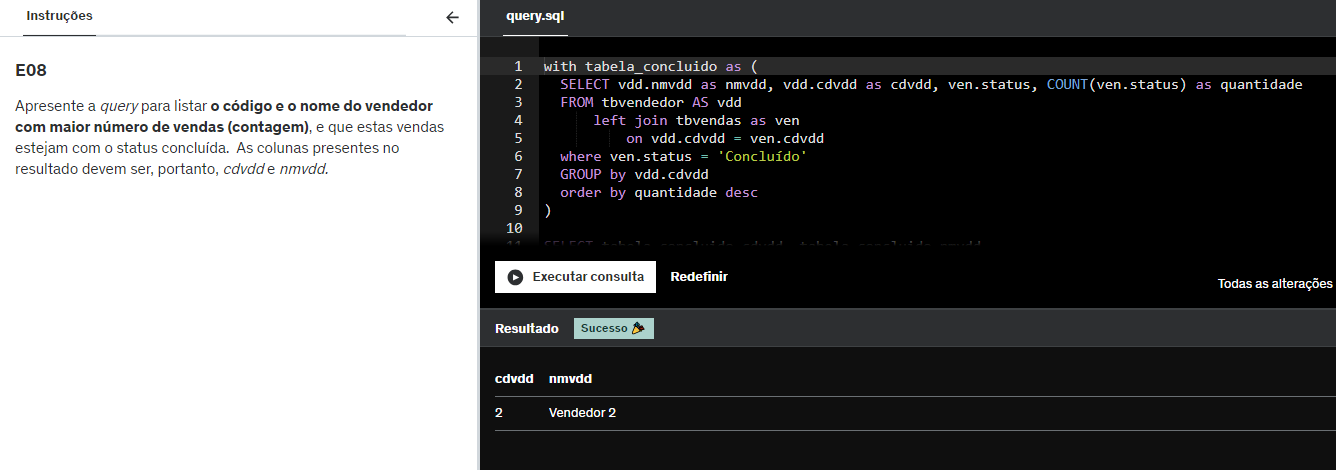 Instruções
E08
Apresente a query para listar o código e o nome do vendedor
com maior número de vendas (contagem), e que estas vendas
estejam com o status concluída. As colunas presentes no
resultado devem ser, portanto, cdvdd e nmvdd.
query.sql
1 with tabela_concluido as (
2 SELECT vdd.nmvdd as nmvdd, vdd.cdvdd as cdvdd, ven.status, COUNT(ven.status) as quantidade
3 FROM tbvendedor AS vdd
4 left join tbvendas as ven
5 on vdd.cdvdd = ven.cdvdd
6 where ven.status = 'Concluído'
7 GROUP by vdd.cdvdd
8 order by quantidade desc
9 )
10
11 SELECT tabela_concluido.cdvdd, tabela_concluido.nmvdd
Executar consulta
Redefinir
Todas as alterações
Resultado
Sucesso
cdvdd nmvdd
2 Vendedor 2